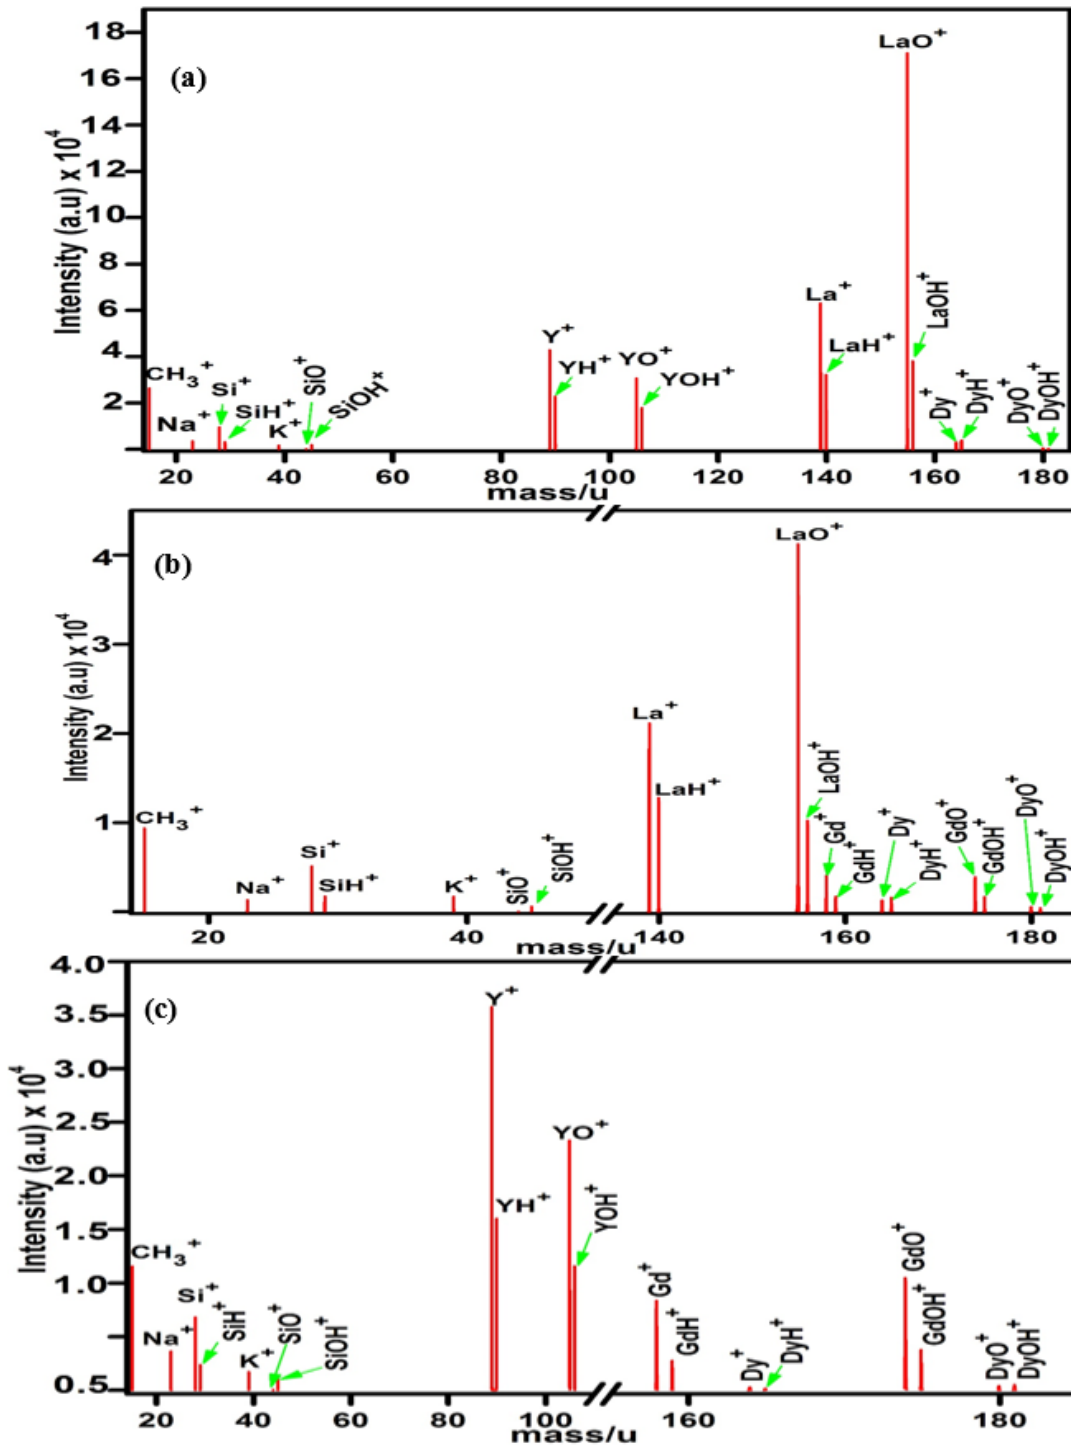 (a)
Intensity (a.u) x 10⁴
18
16
14
12
10
8
6
4
2
CH₃⁺
Na⁺
Si⁺
SiH⁺
K⁺
SiO⁺
SiOH⁺
Y⁺
YH⁺
YO⁺
YOH⁺
La⁺
LaH⁺
LaO⁺
LaOH⁺
Dy⁺
DyH⁺
DyO⁺
DyOH⁺
20 40 60 80 100 120 140 160 180
mass/u
(b)
Intensity (a.u) x 10⁴
4
3
2
1
CH₃⁺
Na⁺
Si⁺
SiH⁺
K⁺
SiO⁺
SiOH⁺
La⁺
LaH⁺
LaO⁺
LaOH⁺
Gd⁺
GdH⁺
Dy⁺
DyH⁺
GdO⁺
GdOH⁺
DyO⁺
DyOH⁺
20 40 140 160 180
mass/u
(c)
Intensity (a.u) x 10⁴
4.0
3.5
3.0
2.5
2.0
1.5
1.0
0.5
CH₃⁺
Na⁺
Si⁺
SiH⁺
K⁺
SiO⁺
SiOH⁺
Y⁺
YH⁺
YO⁺
YOH⁺
Gd⁺
GdH⁺
Dy⁺
DyH⁺
GdO⁺
GdOH⁺
DyO⁺
DyOH⁺
20 40 60 80 100 160 180
mass/u